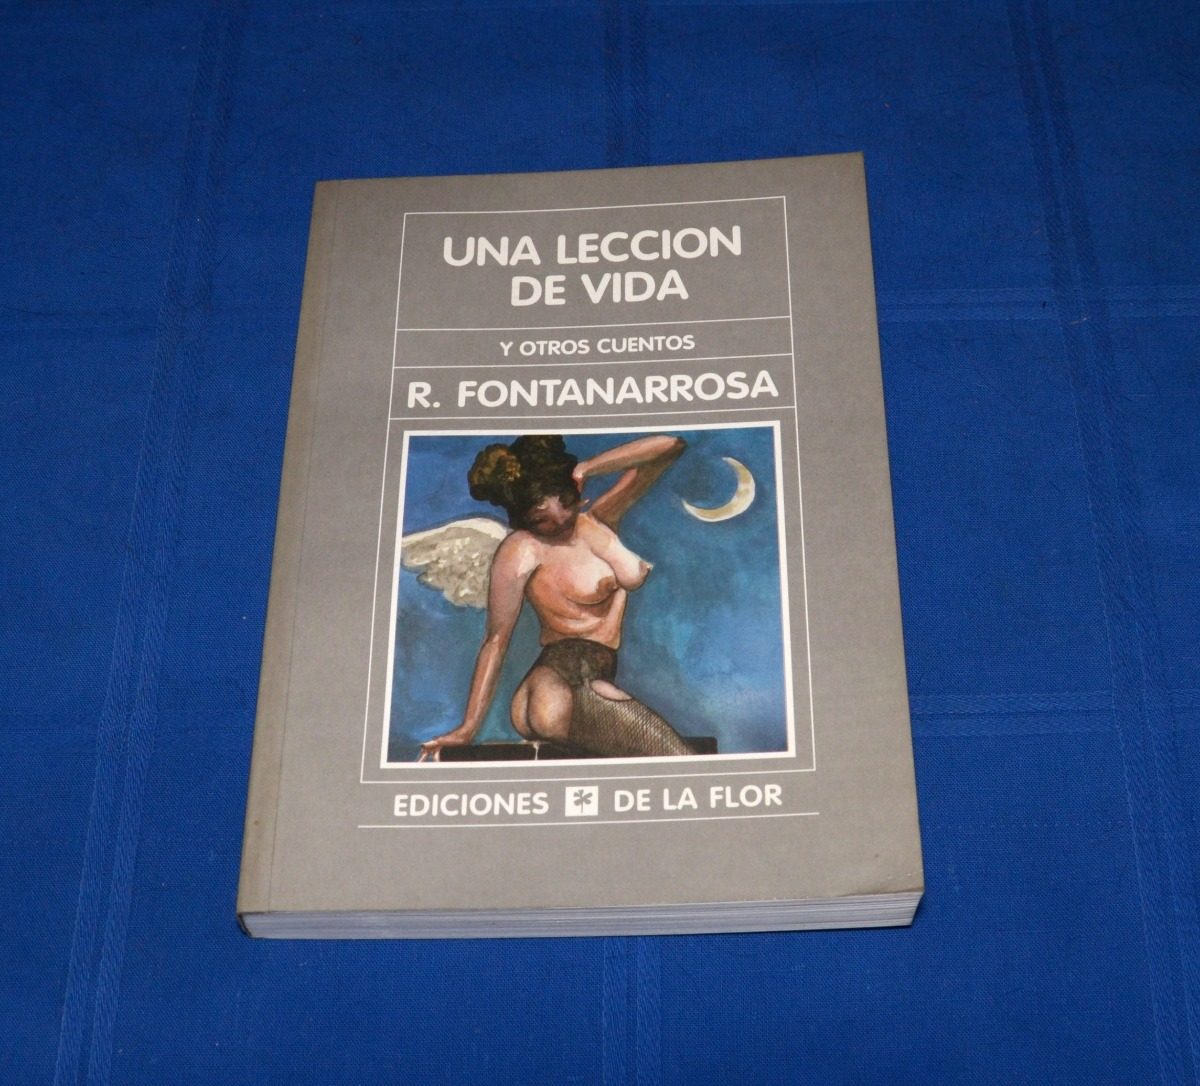 UNA LECCION
DE VIDA
Y OTROS CUENTOS
R. FONTANARROSA
EDICIONES DE LA FLOR